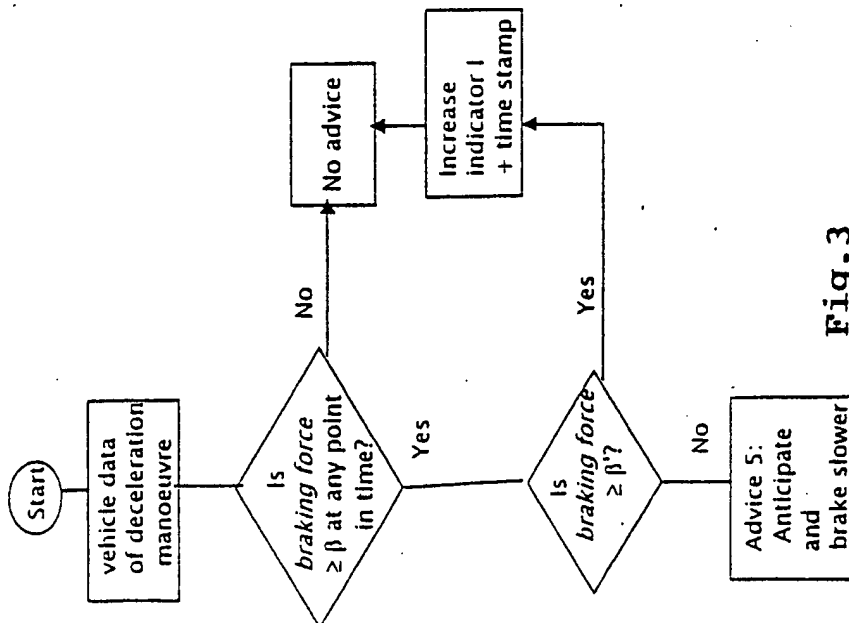 Start
vehicle data
of deceleration
manoeuvre
Is
braking force
≥ β at any point
in time?
No
No advice
Yes
Increase
indicator I
+ time stamp
Is
braking force
≥ β'?
Yes
No
Advice 5:
Anticipate
and
brake slower
Fig.3